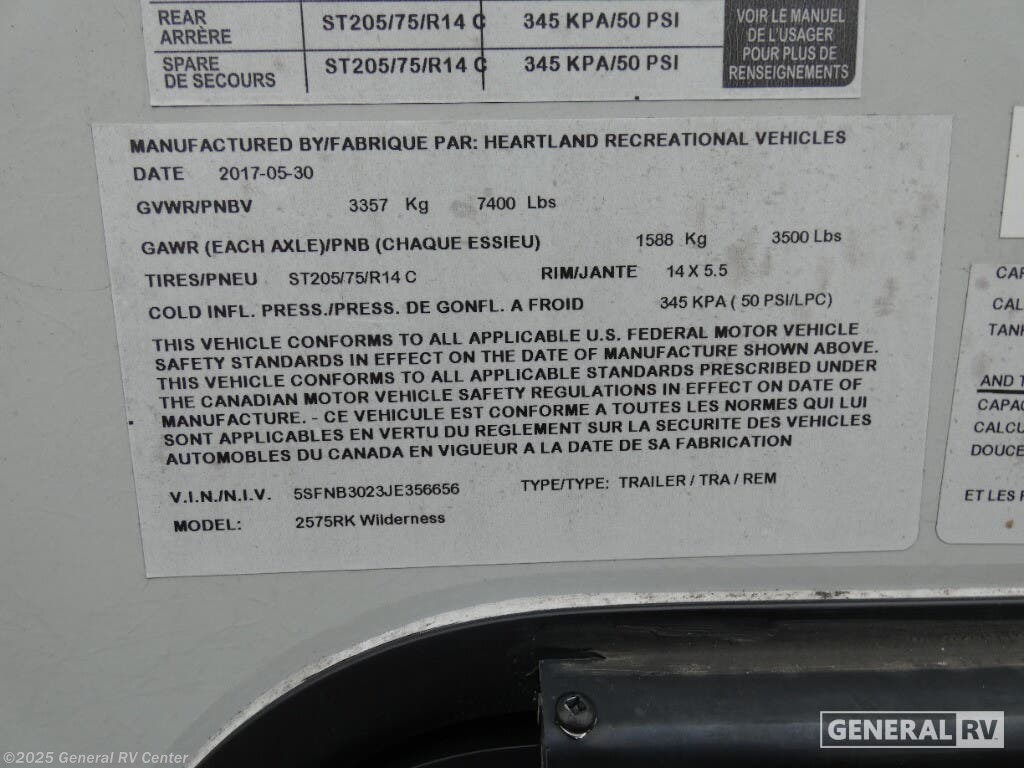 REAR
ARRÈRE
ST205/75/R14 C 345 KPA/50 PSI
SPARE
DE SECOURS
ST205/75/R14 C 345 KPA/50 PSI
VOIR LE MANUEL
DE L'USAGER
POUR PLUS DE
RENSEIGNEMENTS
MANUFACTURED BY/FABRIQUE PAR: HEARTLAND RECREATIONAL VEHICLES
DATE 2017-05-30
GVWR/PNBV 3357 Kg 7400 Lbs
GAWR (EACH AXLE)/PNB (CHAQUE ESSIEU) 1588 Kg 3500 Lbs
TIRES/PNEU ST205/75/R14 C RIM/JANTE 14 X 5.5
COLD INFL. PRESS./PRESS. DE GONFL. A FROID 345 KPA ( 50 PSI/LPC)
THIS VEHICLE CONFORMS TO ALL APPLICABLE U.S. FEDERAL MOTOR VEHICLE
SAFETY STANDARDS IN EFFECT ON THE DATE OF MANUFACTURE SHOWN ABOVE.
THIS VEHICLE CONFORMS TO ALL APPLICABLE STANDARDS PRESCRIBED UNDER
THE CANADIAN MOTOR VEHICLE SAFETY REGULATIONS IN EFFECT ON DATE OF
MANUFACTURE. - CE VEHICULE EST CONFORME A TOUTES LES NORMES QUI LUI
SONT APPLICABLES EN VERTU DU REGLEMENT SUR LA SECURITE DES VEHICLES
AUTOMOBLES DU CANADA EN VIGUEUR A LA DATE DE SA FABRICATION
V.I.N./N.I.V. 5SFNB3023JE356656 TYPE/TYPE: TRAILER / TRA / REM
MODEL: 2575RK Wilderness
AND
ET LES
GENERAL RV
©2025 General RV Center